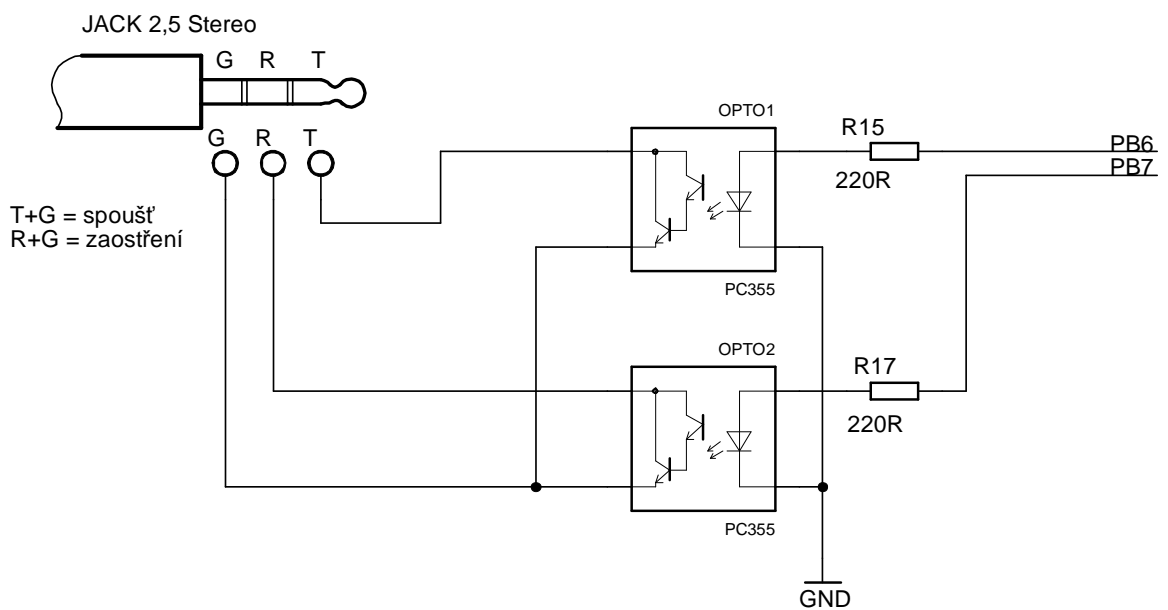 JACK 2,5 Stereo
G R T
G R T
T+G = spoušť
R+G = zaostření
OPTO1
PC355
R15
220R
PB6
PB7
OPTO2
PC355
R17
220R
GND